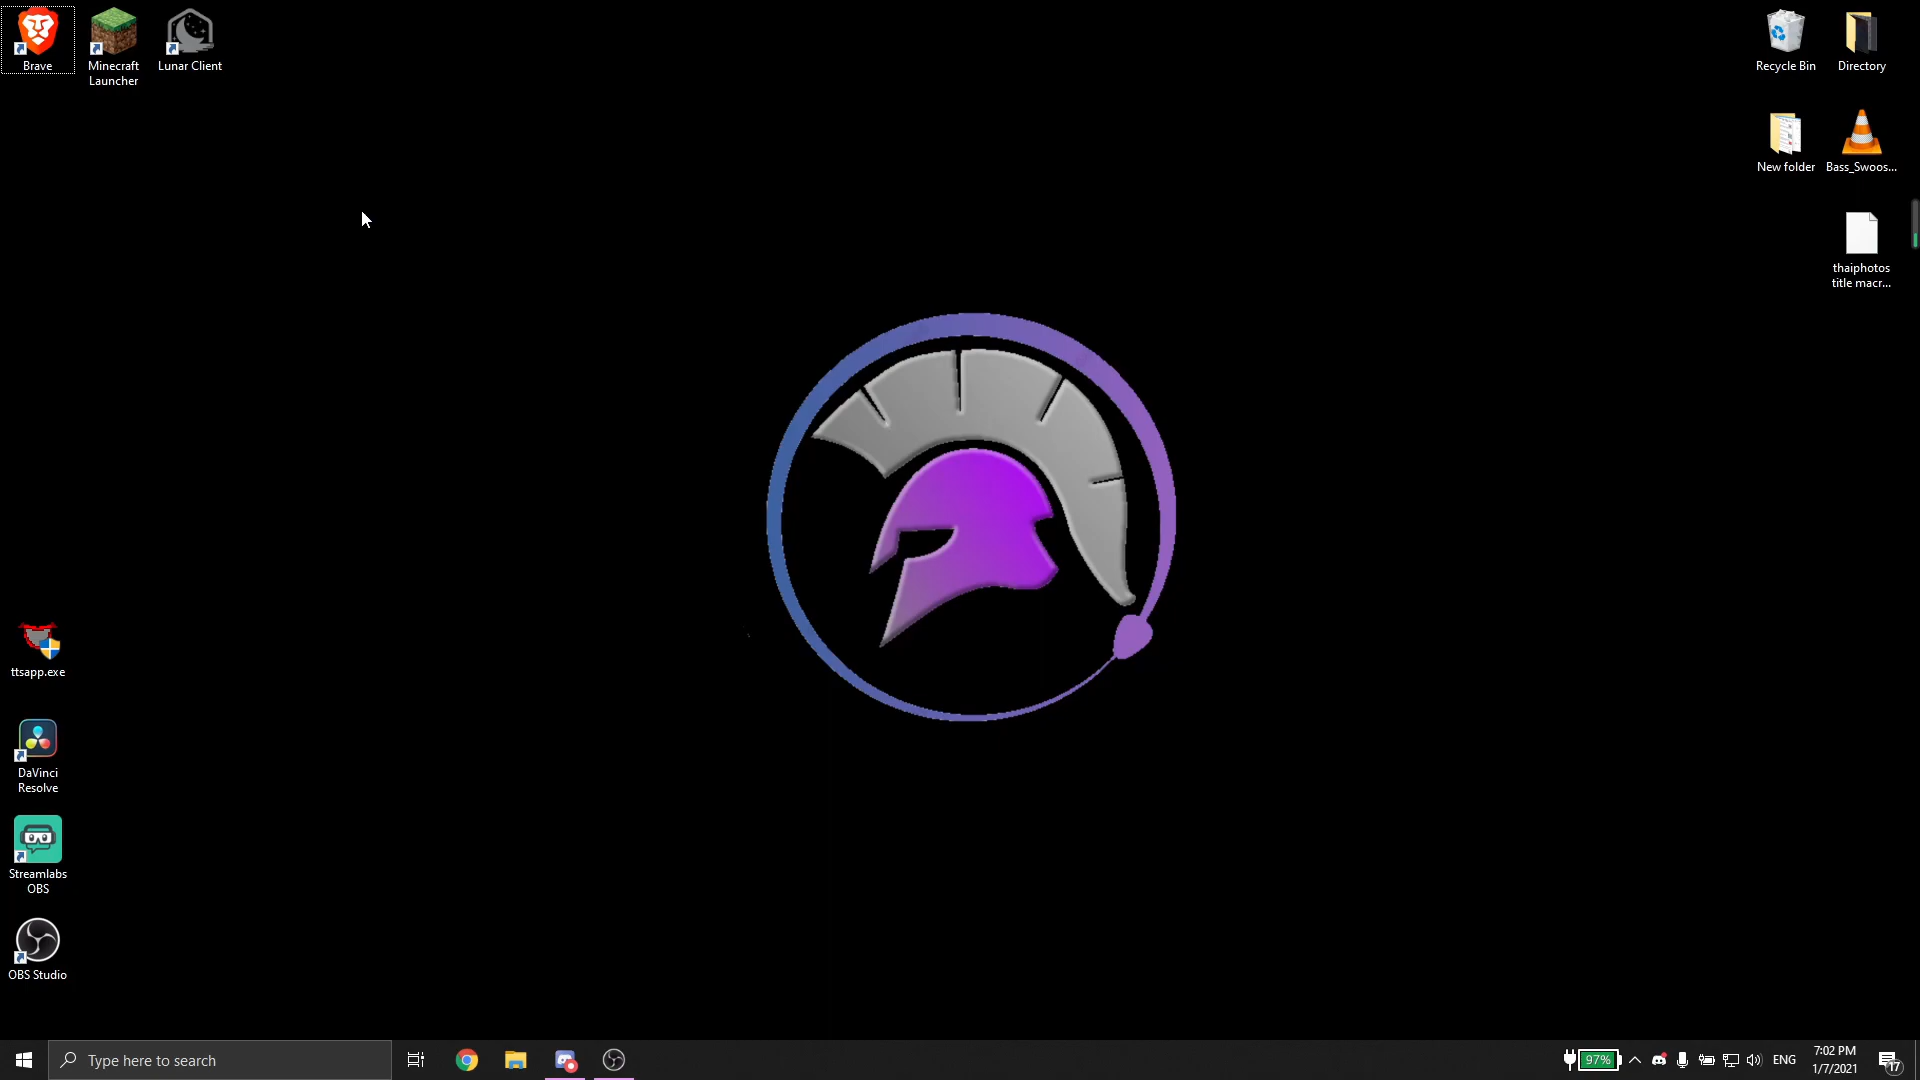 Brave
Minecraft
Launcher
Lunar Client
Recycle Bin
Directory
New folder
Bass_Swoos...
thaiphotos
title macr...
ttsapp.exe
DaVinci
Resolve
Streamlabs
OBS
OBS Studio
Type here to search
97%
ENG
7:02 PM
1/7/2021
17